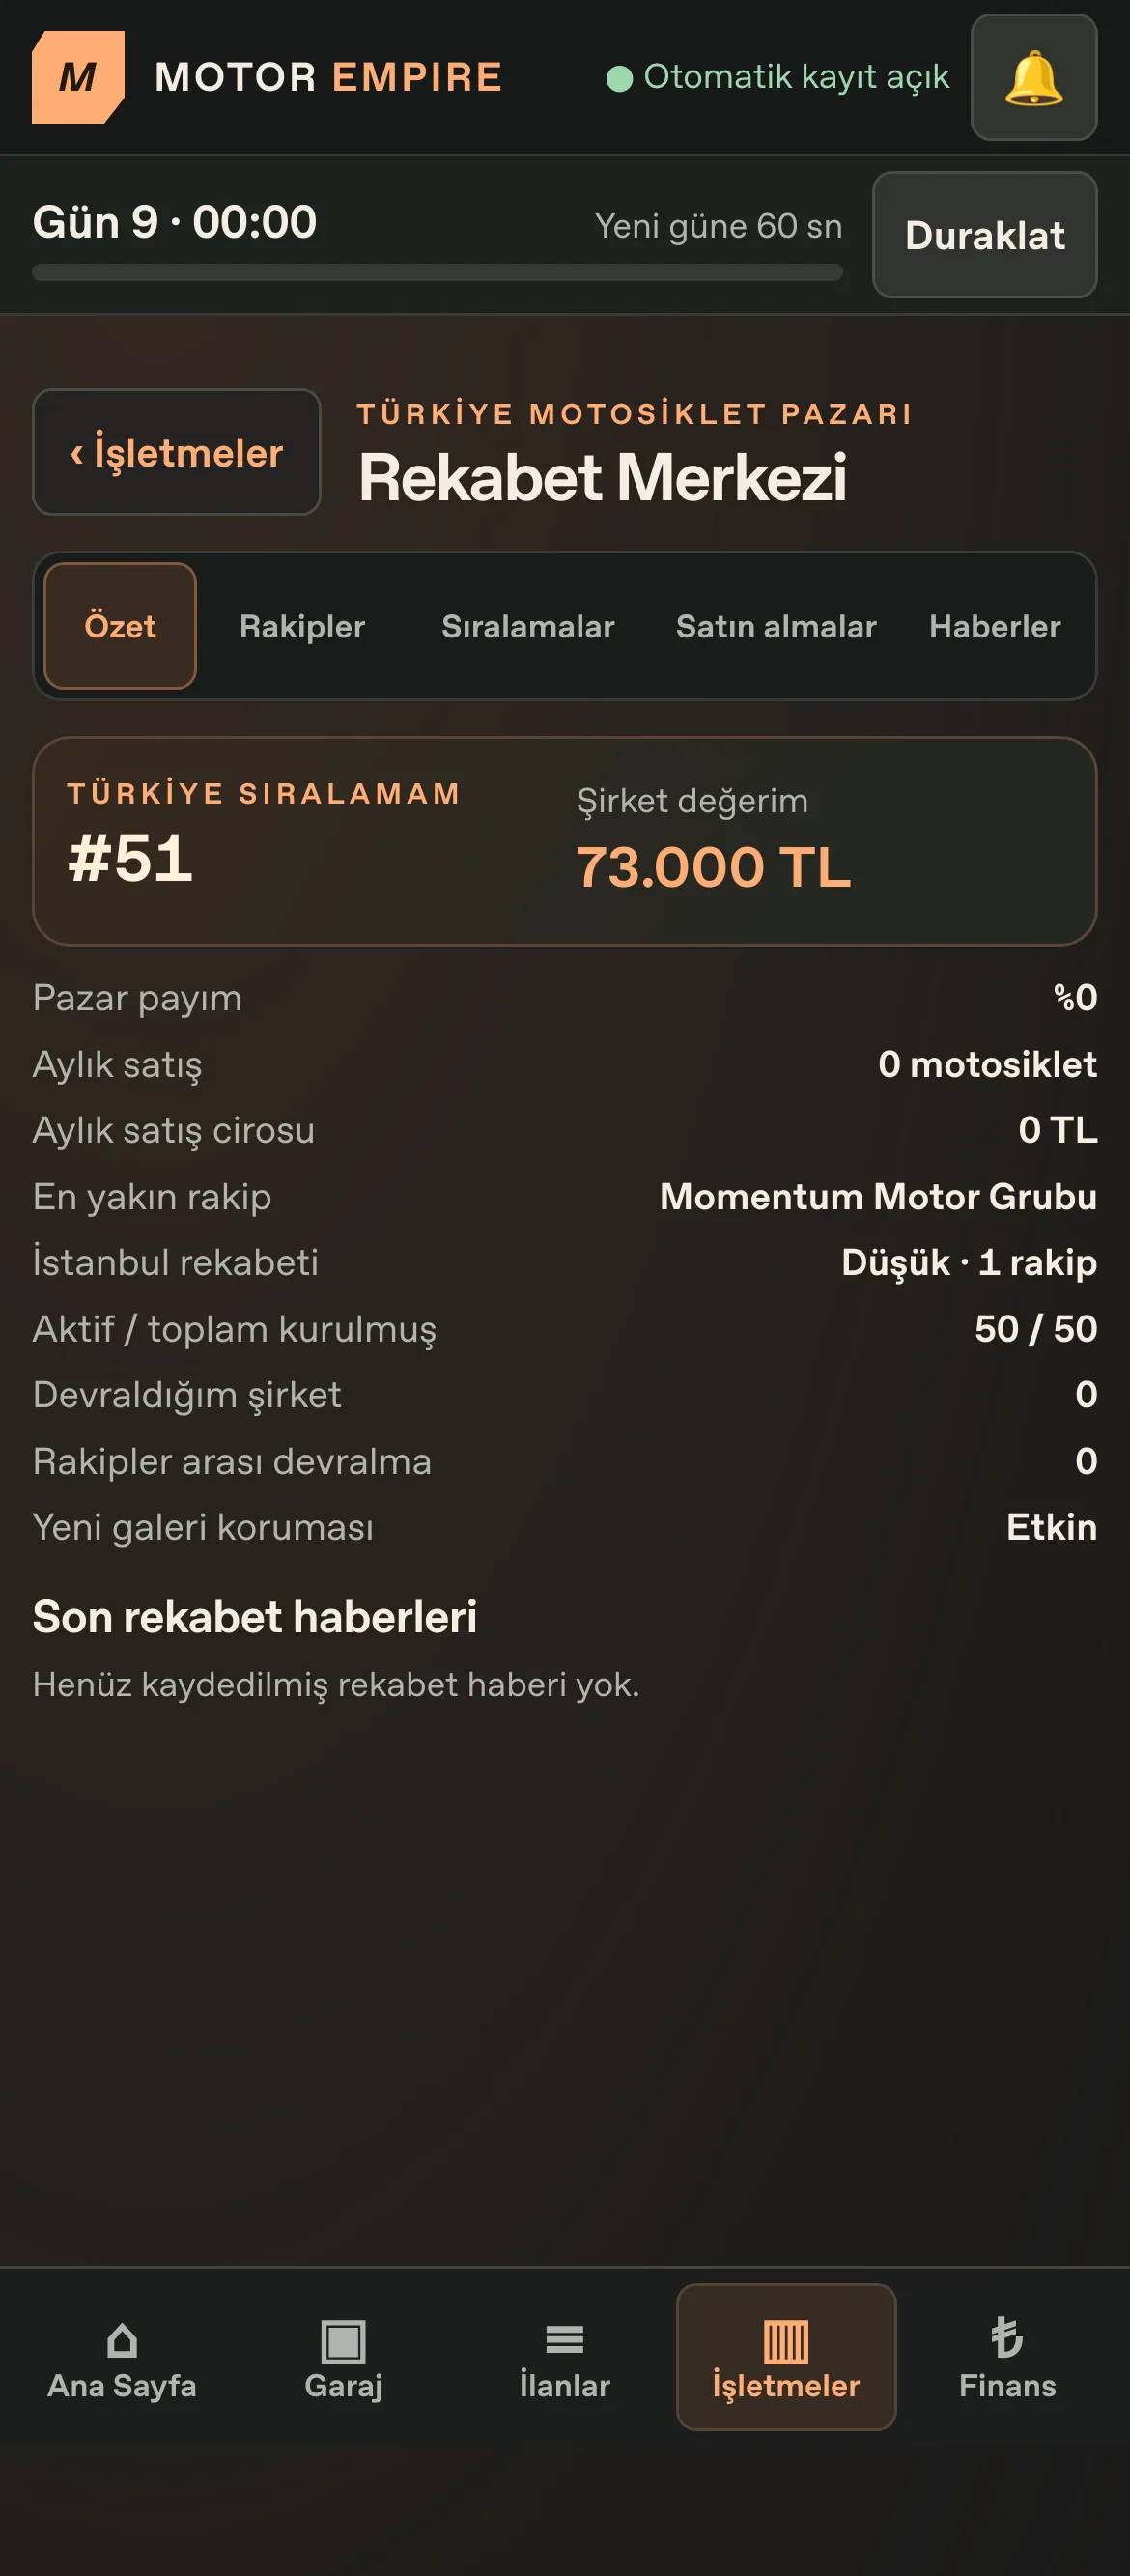 M MOTOR EMPIRE
Otomatik kayıt açık
Gün 9 · 00:00
Yeni güne 60 sn
Duraklat
‹ İşletmeler
TÜRKİYE MOTOSİKLET PAZARI
Rekabet Merkezi
Özet
Rakipler
Sıralamalar
Satın almalar
Haberler
TÜRKİYE SIRALAMAM
#51
Şirket değerim
73.000 TL
Pazar payım %0
Aylık satış 0 motosiklet
Aylık satış cirosu 0 TL
En yakın rakip Momentum Motor Grubu
İstanbul rekabeti Düşük · 1 rakip
Aktif / toplam kurulmuş 50 / 50
Devraldığım şirket 0
Rakipler arası devralma 0
Yeni galeri koruması Etkin
Son rekabet haberleri
Henüz kaydedilmiş rekabet haberi yok.
Ana Sayfa
Garaj
İlanlar
İşletmeler
₺
Finans